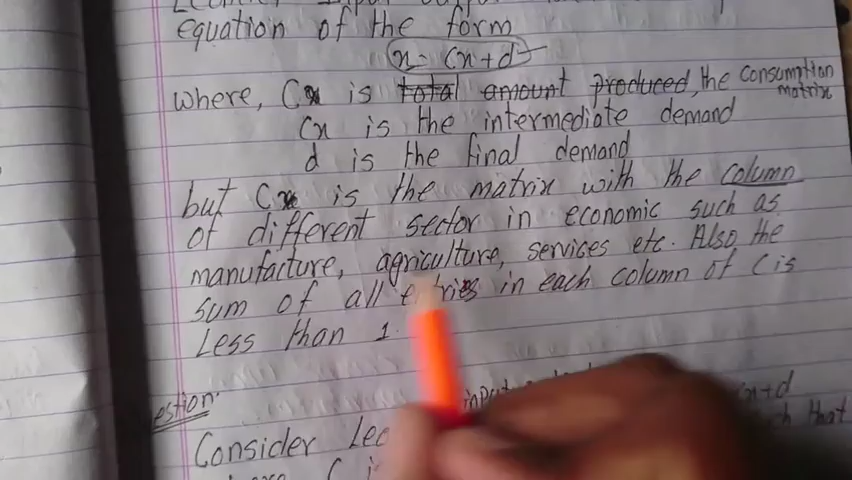 equation of the form
x = Cx+d
where, C is total amount produced, the consumption
matrix
Cx is the intermediate demand
d is the final demand
but C is the matrix with the column
of different sector in economic such as
manufacture, agriculture, services etc. Also the
sum of all entries in each column of C is
less than 1.
x+d
Consider that
C